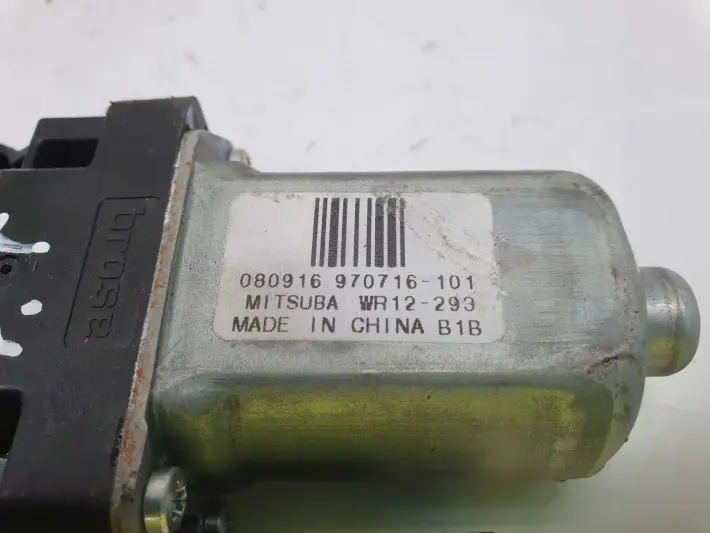 brose
080916 970716-101
MITSUBA WR12-293
MADE IN CHINA B1B